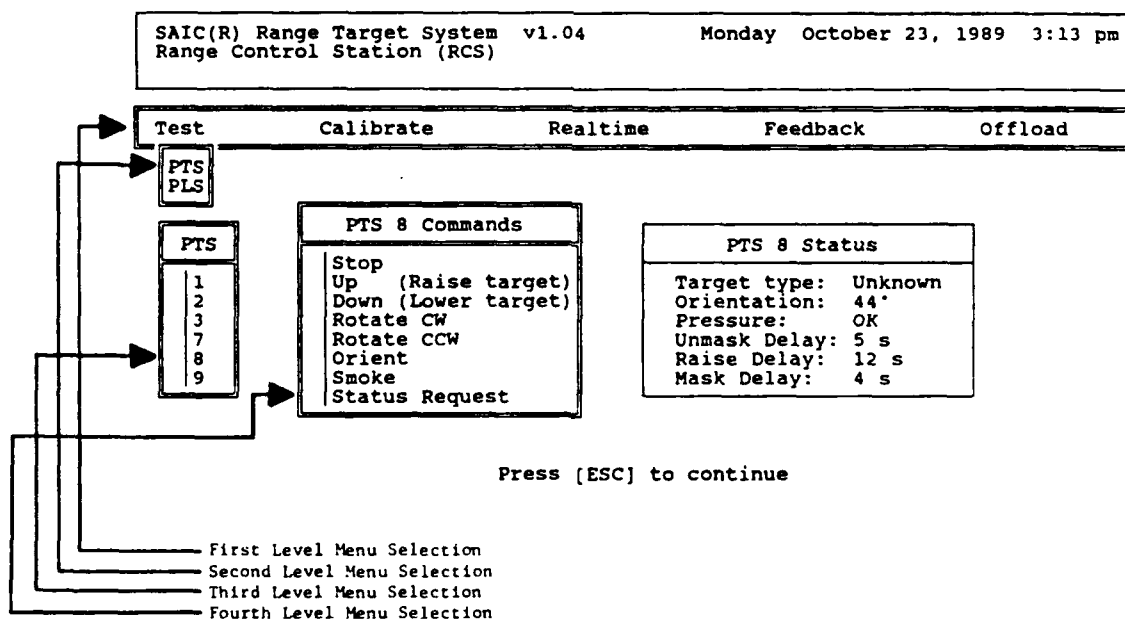 SAIC(R) Range Target System v1.04 Monday October 23, 1989 3:13 pm
Range Control Station (RCS)
Test Calibrate Realtime Feedback Offload
PTS
PLS
PTS
1
2
3
7
8
9
PTS 8 Commands
Stop
Up (Raise target)
Down (Lower target)
Rotate CW
Rotate CCW
Orient
Smoke
Status Request
PTS 8 Status
Target type: Unknown
Orientation: 44°
Pressure: OK
Unmask Delay: 5 s
Raise Delay: 12 s
Mask Delay: 4 s
Press [ESC] to continue
First Level Menu Selection
Second Level Menu Selection
Third Level Menu Selection
Fourth Level Menu Selection